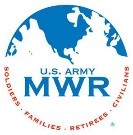 U.S. ARMY
MWR
®
SOLDIERS • FAMILIES • RETIREES • CIVILIANS